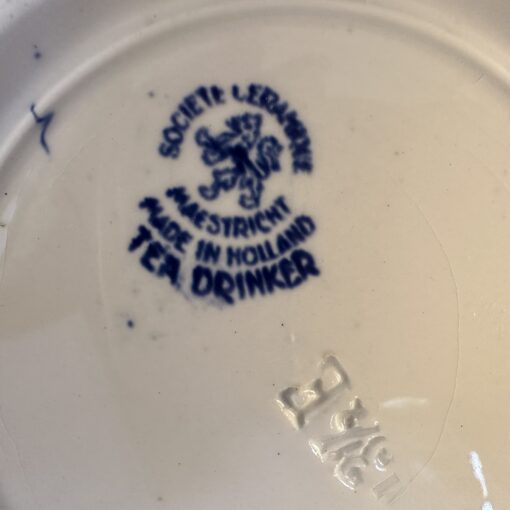 SOCIETE CERAMIQUE
MAESTRICHT
MADE IN HOLLAND
TEA DRINKER